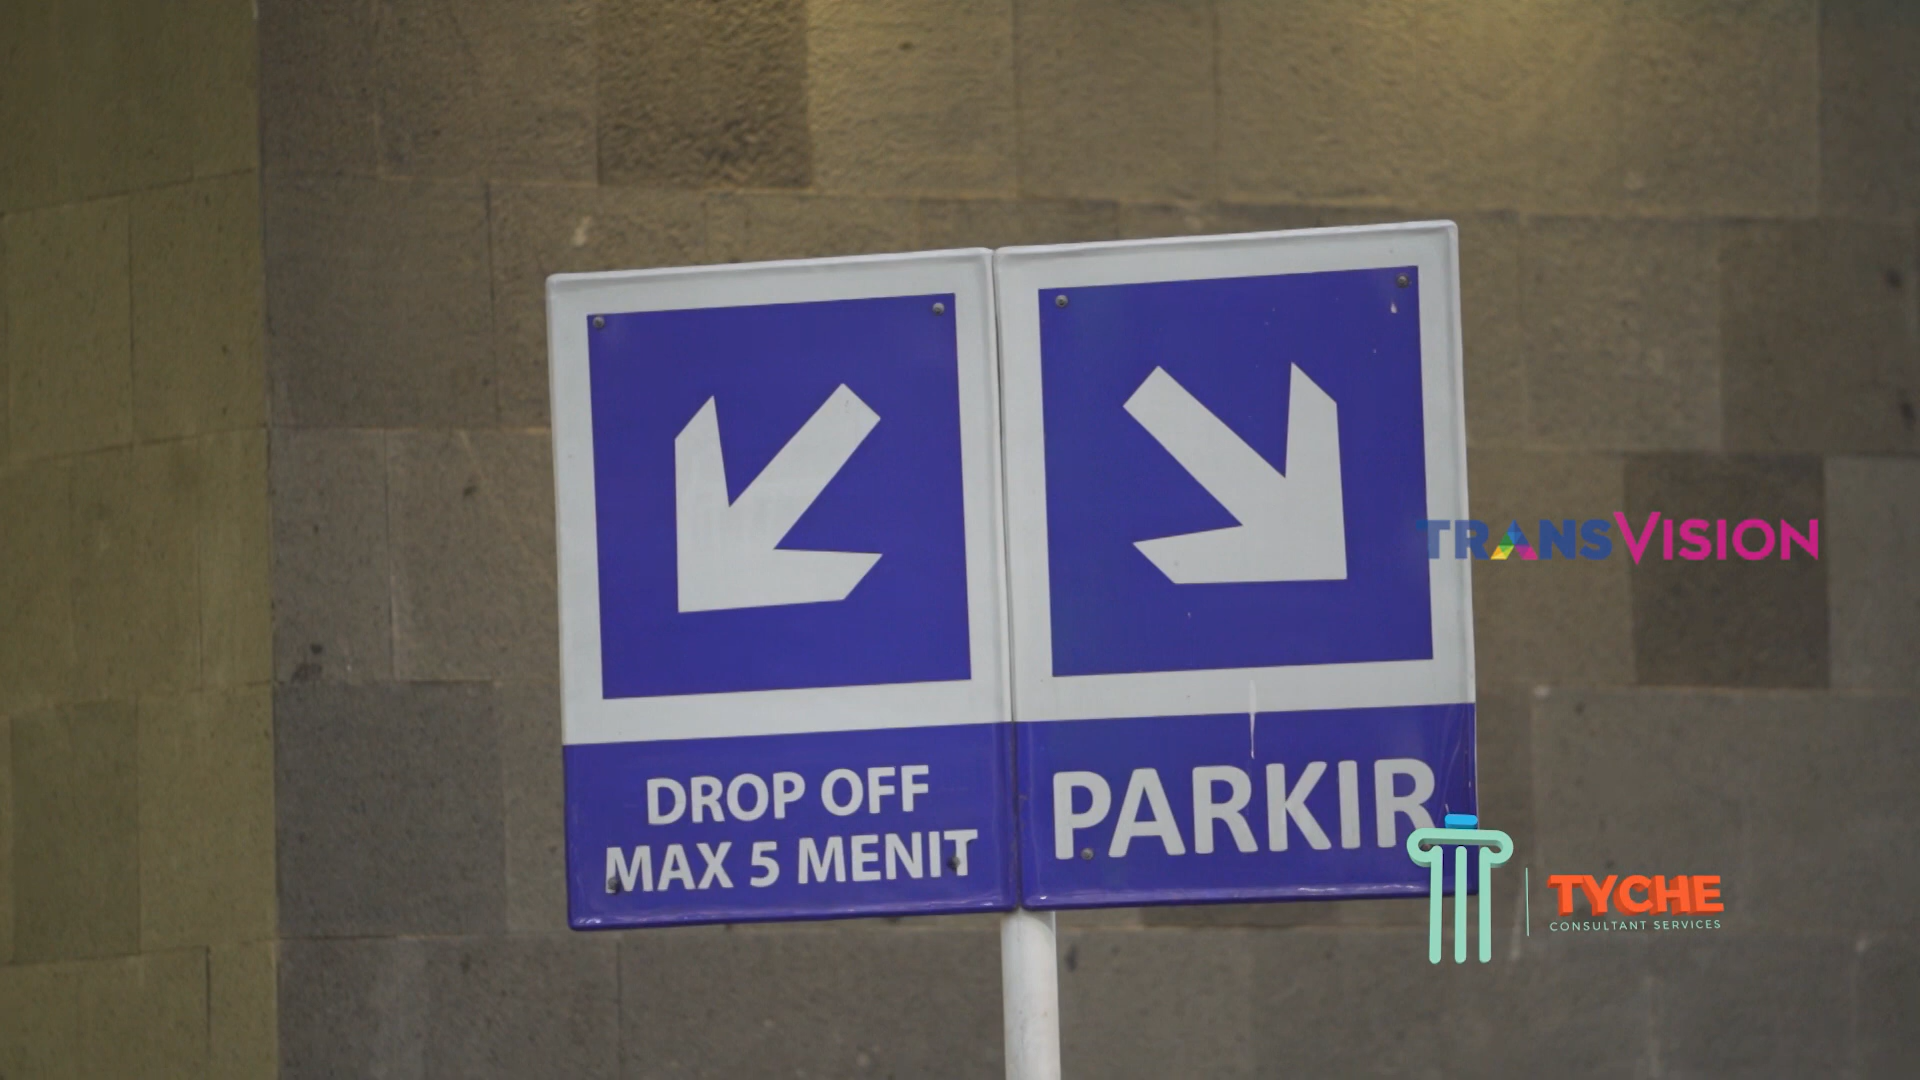 DROP OFF
MAX 5 MENIT
PARKIR
TRANSVISION
TYCHE
CONSULTANT SERVICES